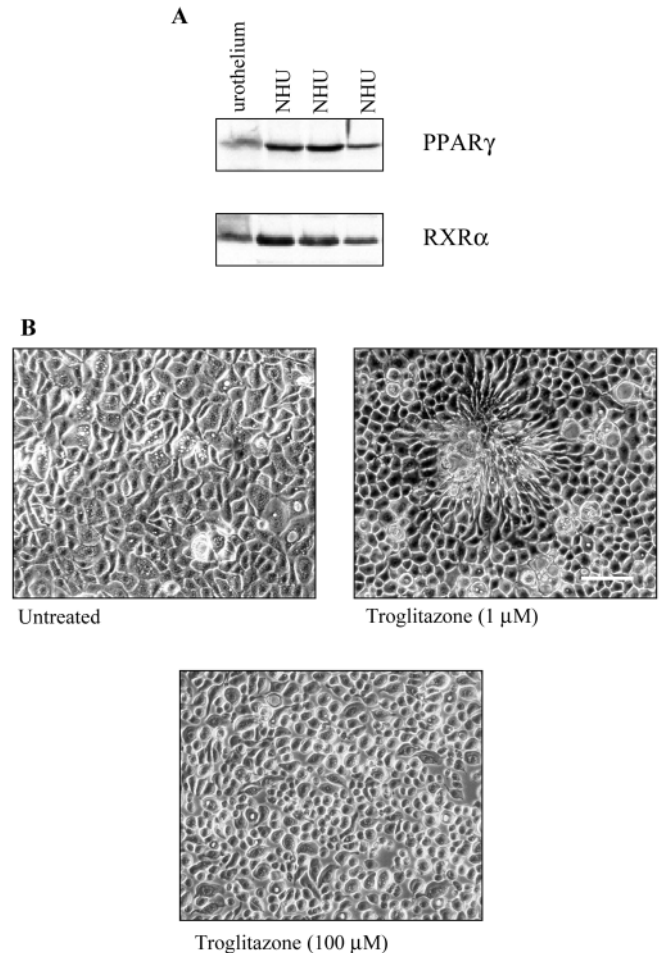 A
urothelium
NHU
NHU
NHU
PPARγ
RXRα
B
Untreated
Troglitazone (1 μM)
Troglitazone (100 μM)